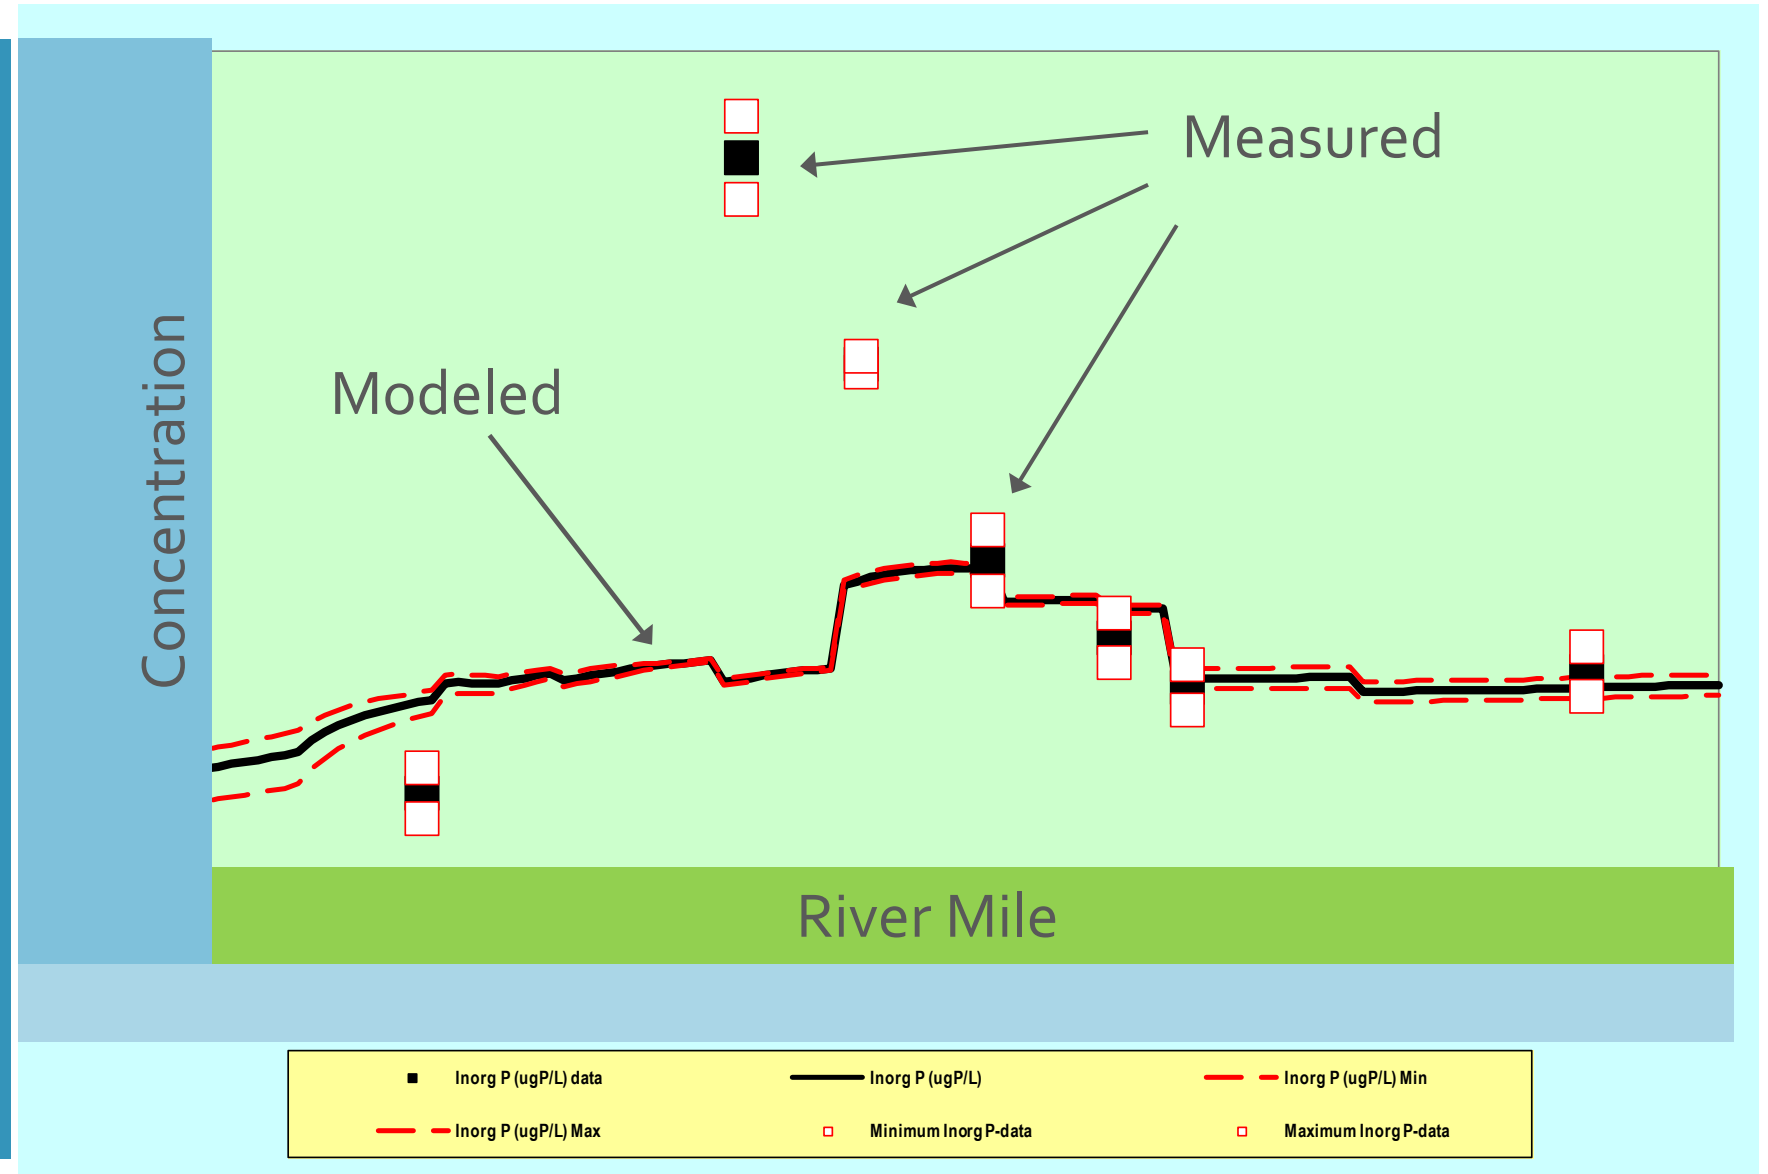 Measured
Concentration
Modeled
River Mile
Inorg P (ugP/L) data
Inorg P (ugP/L)
Inorg P (ugP/L) Min
Inorg P (ugP/L) Max
Minimum Inorg P-data
Maximum Inorg P-data